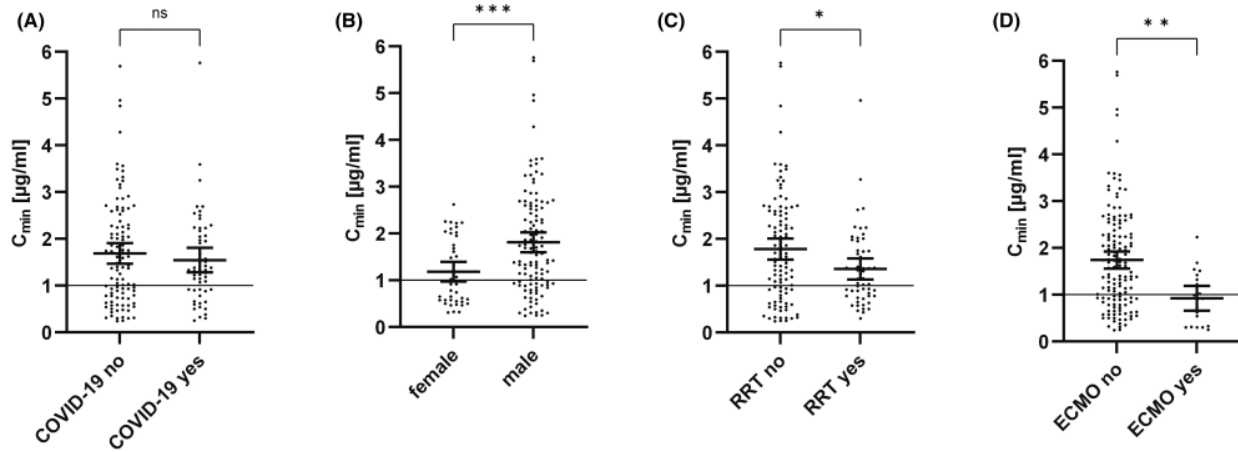 (A)
ns
6
5
4
3
2
1
0
Cmin [µg/ml]
COVID-19 no
COVID-19 yes
(B)
***
6
5
4
3
2
1
0
Cmin [µg/ml]
female
male
(C)
*
6
5
4
3
2
1
0
Cmin [µg/ml]
RRT no
RRT yes
(D)
**
6
5
4
3
2
1
0
Cmin [µg/ml]
ECMO no
ECMO yes